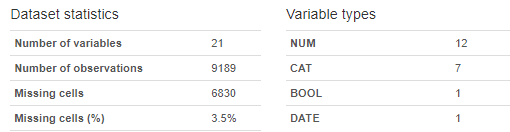 Dataset statistics
Number of variables 21
Number of observations 9189
Missing cells 6830
Missing cells (%) 3.5%
Variable types
NUM 12
CAT 7
BOOL 1
DATE 1